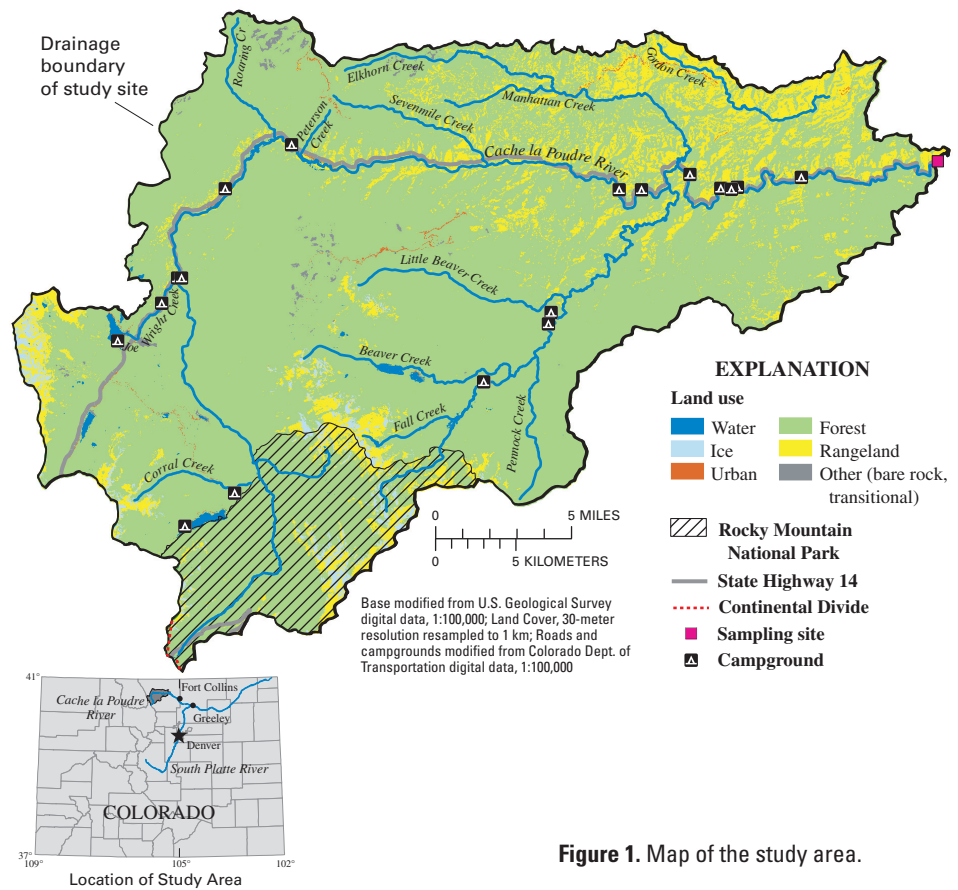 Drainage
boundary
of study site
Roaring Cr
Elkhorn Creek
Gordon Creek
Peterson
Creek
Sevenmile Creek
Manhattan Creek
Cache la Poudre River
Little Beaver Creek
Joe Wright Creek
Beaver Creek
Fall Creek
Pennock Creek
Corral Creek
EXPLANATION
Land use
Water
Ice
Urban
Forest
Rangeland
Other (bare rock,
transitional)
Rocky Mountain
National Park
State Highway 14
Continental Divide
Sampling site
Campground
0 5 MILES
0 5 KILOMETERS
Base modified from U.S. Geological Survey
digital data, 1:100,000; Land Cover, 30-meter
resolution resampled to 1 km; Roads and
campgrounds modified from Colorado Dept. of
Transportation digital data, 1:100,000
41°
Fort Collins
Cache la Poudre
River
Greeley
Denver
South Platte River
COLORADO
37°
109° 105° 102°
Location of Study Area
Figure 1. Map of the study area.